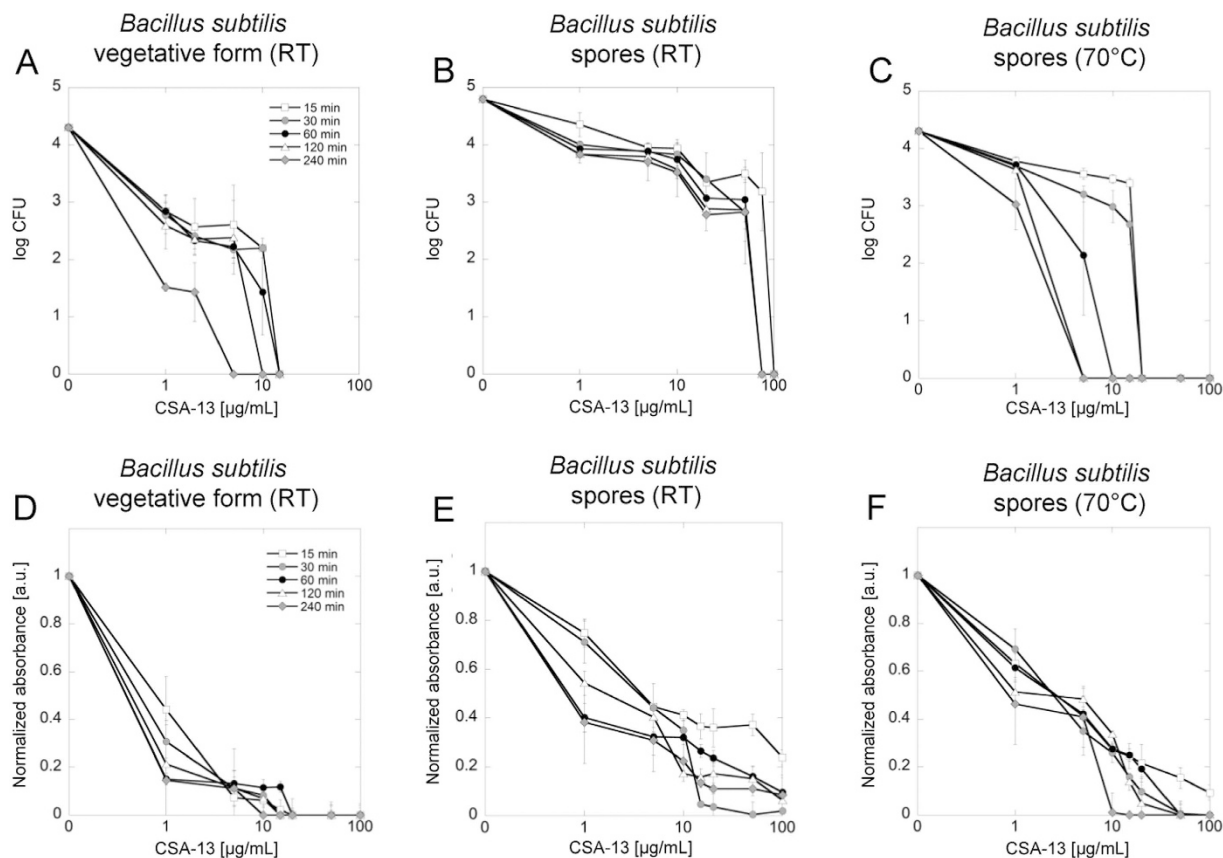 Bacillus subtilis
vegetative form (RT)
A
5
4
3
2
1
0
log CFU
15 min
30 min
60 min
120 min
240 min
0
1
10
100
CSA-13 [µg/mL]
Bacillus subtilis
spores (RT)
B
5
4
3
2
1
0
log CFU
0
1
10
100
CSA-13 [µg/mL]
Bacillus subtilis
spores (70°C)
C
5
4
3
2
1
0
log CFU
0
1
10
100
CSA-13 [µg/mL]
Bacillus subtilis
vegetative form (RT)
D
1
0.8
0.6
0.4
0.2
0
Normalized absorbance [a.u.]
15 min
30 min
60 min
120 min
240 min
0
1
10
100
CSA-13 [µg/mL]
Bacillus subtilis
spores (RT)
E
1
0.8
0.6
0.4
0.2
0
Normalized absorbance [a.u.]
0
1
10
100
CSA-13 [µg/mL]
Bacillus subtilis
spores (70°C)
F
1
0.8
0.6
0.4
0.2
0
Normalized absorbance [a.u.]
0
1
10
100
CSA-13 [µg/mL]